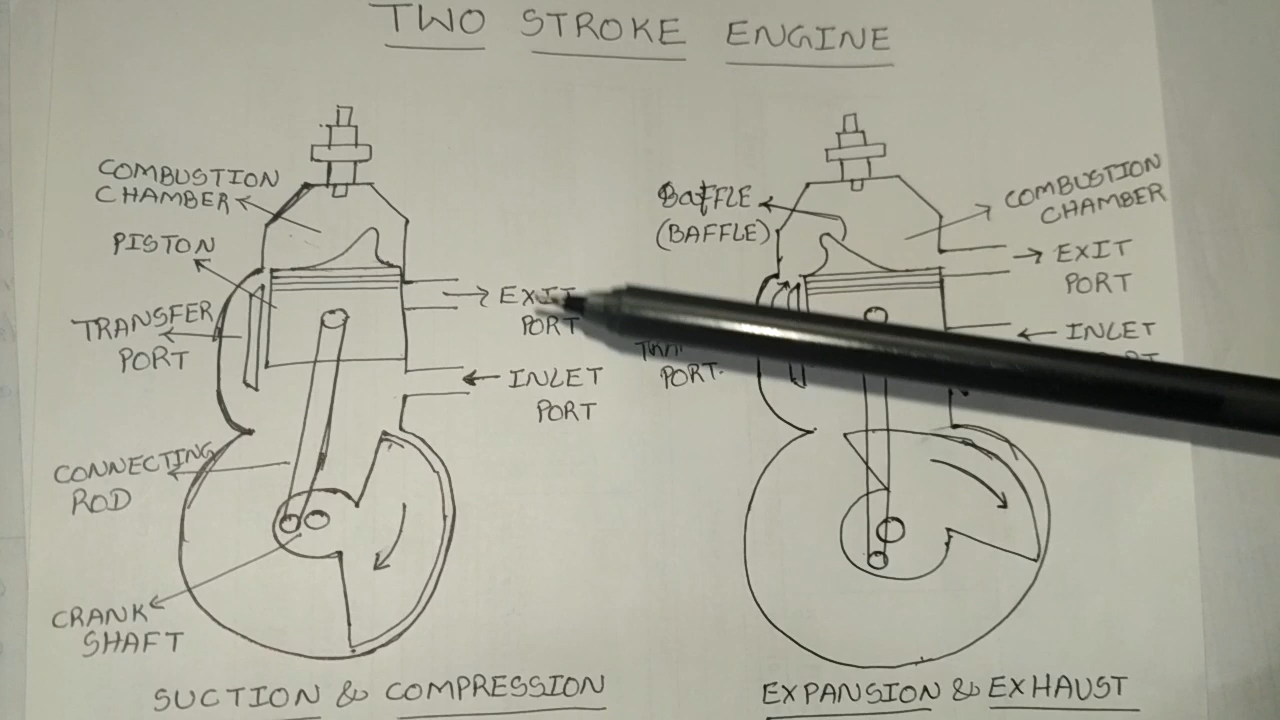 TWO STROKE ENGINE
COMBUSTION
CHAMBER
PISTON
TRANSFER
PORT
EXIT
PORT
INLET
PORT
CONNECTING
ROD
CRANK
SHAFT
SUCTION & COMPRESSION
BAFFLE
(BAFFLE)
COMBUSTION
CHAMBER
EXIT
PORT
INLET
PORT.
EXPANSION & EXHAUST